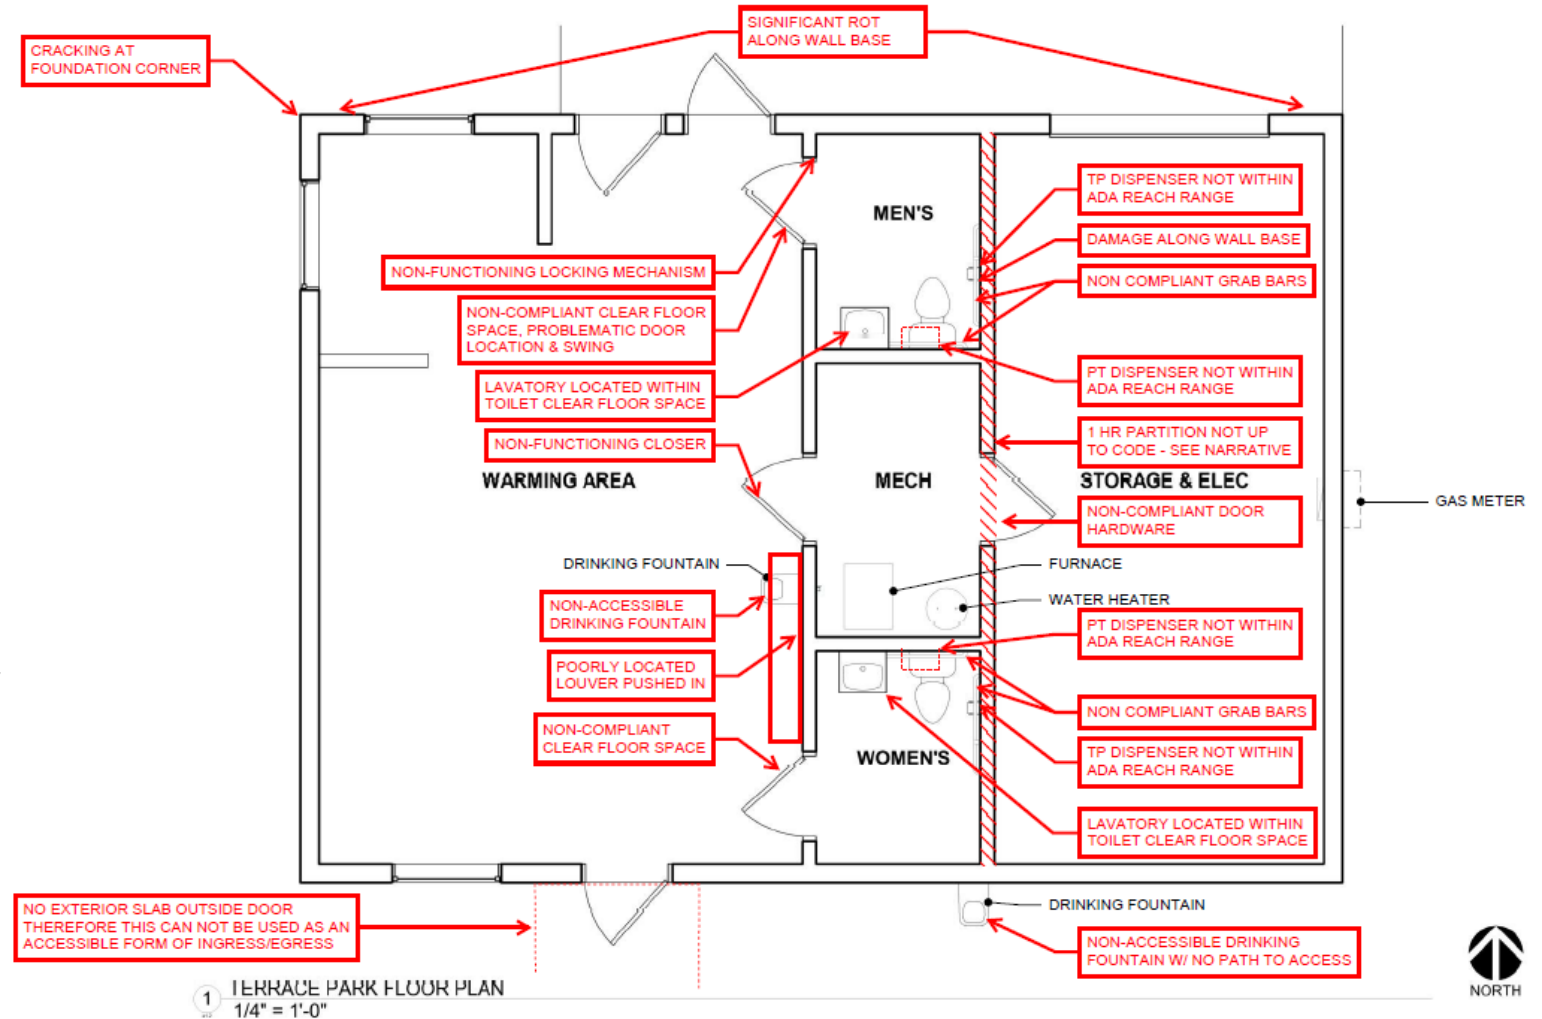 SIGNIFICANT ROT
ALONG WALL BASE
CRACKING AT
FOUNDATION CORNER
TP DISPENSER NOT WITHIN
ADA REACH RANGE
MEN'S
DAMAGE ALONG WALL BASE
NON-FUNCTIONING LOCKING MECHANISM
NON COMPLIANT GRAB BARS
NON-COMPLIANT CLEAR FLOOR
SPACE, PROBLEMATIC DOOR
LOCATION & SWING
PT DISPENSER NOT WITHIN
ADA REACH RANGE
LAVATORY LOCATED WITHIN
TOILET CLEAR FLOOR SPACE
NON-FUNCTIONING CLOSER
1 HR PARTITION NOT UP
TO CODE - SEE NARRATIVE
WARMING AREA
MECH
STORAGE & ELEC
GAS METER
NON-COMPLIANT DOOR
HARDWARE
DRINKING FOUNTAIN
FURNACE
NON-ACCESSIBLE
DRINKING FOUNTAIN
WATER HEATER
PT DISPENSER NOT WITHIN
ADA REACH RANGE
POORLY LOCATED
LOUVER PUSHED IN
NON COMPLIANT GRAB BARS
NON-COMPLIANT
CLEAR FLOOR SPACE
WOMEN'S
TP DISPENSER NOT WITHIN
ADA REACH RANGE
LAVATORY LOCATED WITHIN
TOILET CLEAR FLOOR SPACE
NO EXTERIOR SLAB OUTSIDE DOOR
THEREFORE THIS CAN NOT BE USED AS AN
ACCESSIBLE FORM OF INGRESS/EGRESS
DRINKING FOUNTAIN
NON-ACCESSIBLE DRINKING
FOUNTAIN W/ NO PATH TO ACCESS
NORTH
1 TERRACE PARK FLOOR PLAN
1/4" = 1'-0"